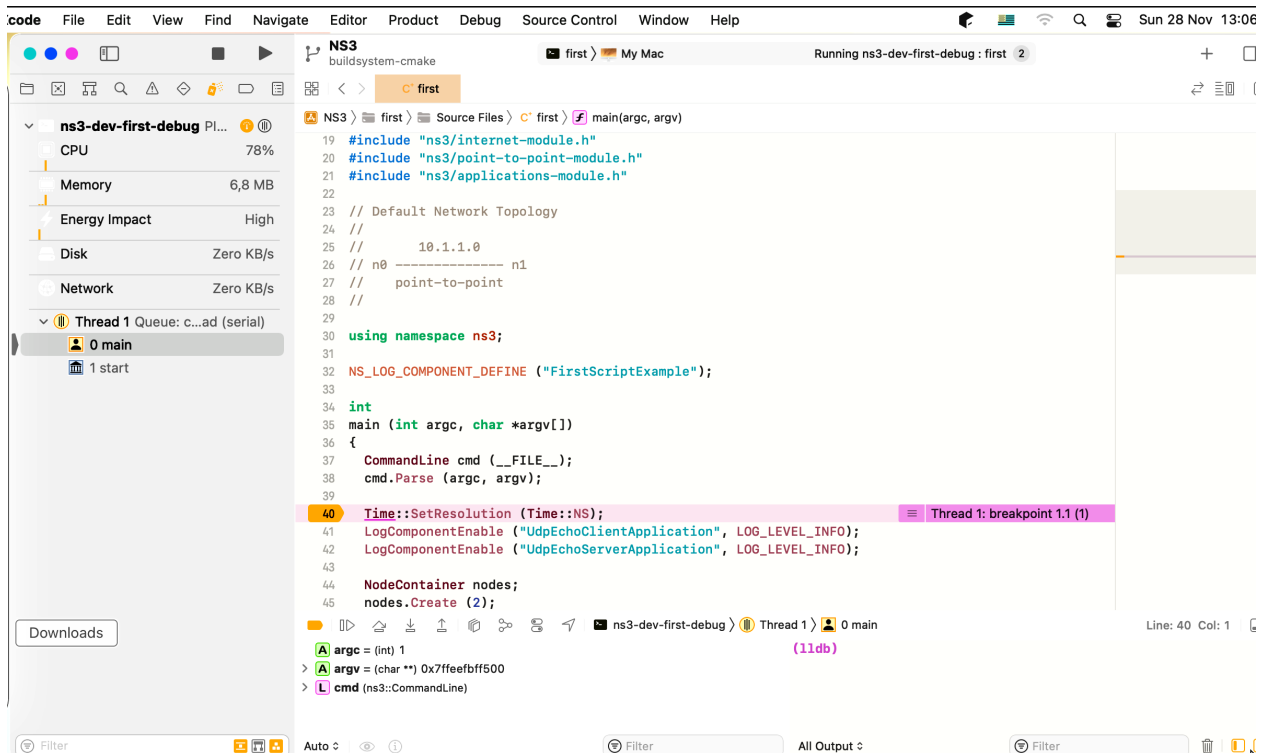 code File Edit View Find Navigate Editor Product Debug Source Control Window Help Sun 28 Nov 13:06
NS3
buildsystem-cmake
first 〉 My Mac
Running ns3-dev-first-debug : first 2
C+ first
NS3 〉 first 〉 Source Files 〉 C+ first 〉 f main(argc, argv)
ns3-dev-first-debug PI...
CPU 78%
Memory 6,8 MB
Energy Impact High
Disk Zero KB/s
Network Zero KB/s
Thread 1 Queue: c...ad (serial)
0 main
1 start
Downloads
Filter
19 #include "ns3/internet-module.h"
20 #include "ns3/point-to-point-module.h"
21 #include "ns3/applications-module.h"
22
23 // Default Network Topology
24 //
25 //       10.1.1.0
26 // n0 -------------- n1
27 //    point-to-point
28 //
29
30 using namespace ns3;
31
32 NS_LOG_COMPONENT_DEFINE ("FirstScriptExample");
33
34 int
35 main (int argc, char *argv[])
36 {
37   CommandLine cmd (__FILE__);
38   cmd.Parse (argc, argv);
39
40   Time::SetResolution (Time::NS); Thread 1: breakpoint 1.1 (1)
41   LogComponentEnable ("UdpEchoClientApplication", LOG_LEVEL_INFO);
42   LogComponentEnable ("UdpEchoServerApplication", LOG_LEVEL_INFO);
43
44   NodeContainer nodes;
45   nodes.Create (2);
ns3-dev-first-debug 〉 Thread 1 〉 0 main
Line: 40 Col: 1
A argc = (int) 1
A argv = (char **) 0x7ffeefbff500
L cmd (ns3::CommandLine)
(lldb)
Auto
Filter
All Output
Filter